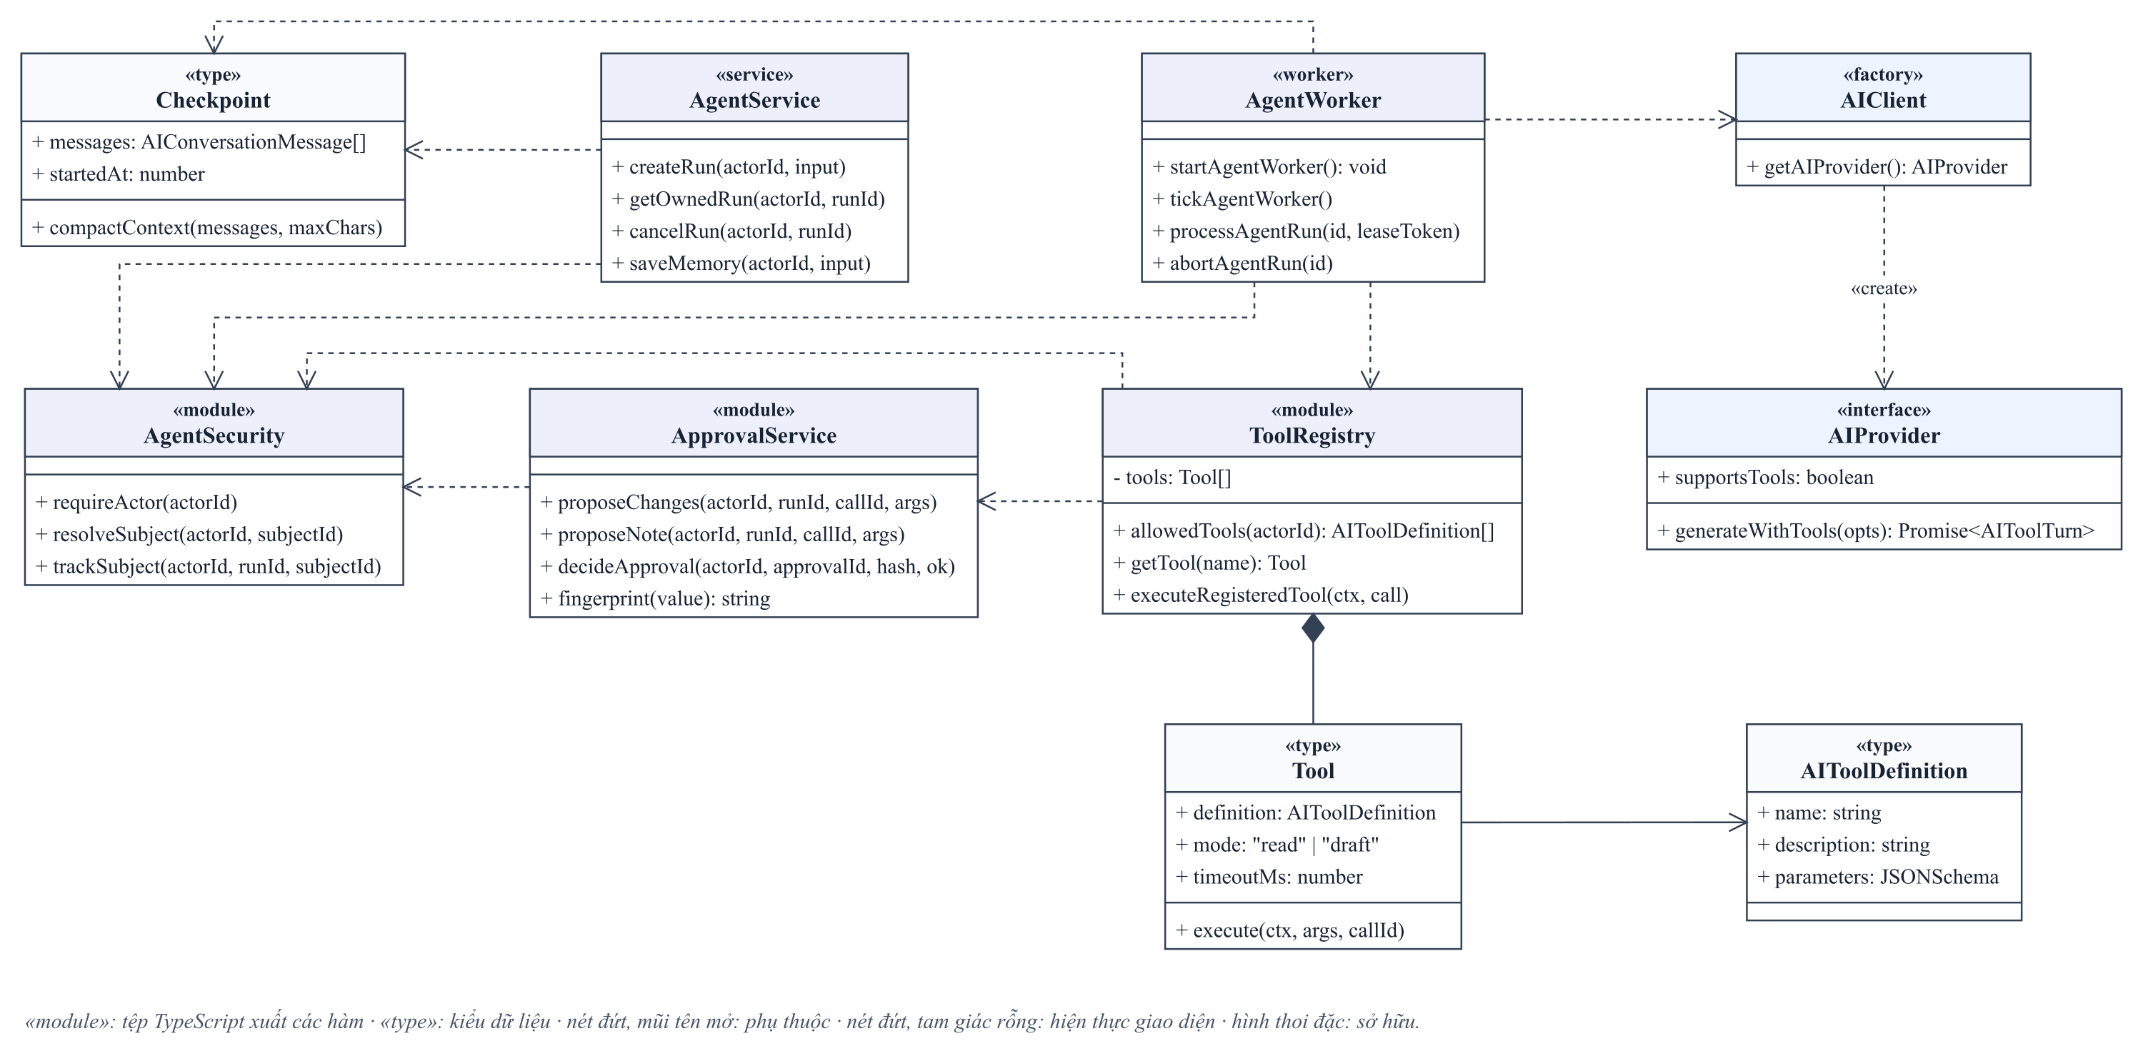 «type»
Checkpoint
+ messages: AIConversationMessage[]
+ startedAt: number
+ compactContext(messages, maxChars)
«service»
AgentService
+ createRun(actorId, input)
+ getOwnedRun(actorId, runId)
+ cancelRun(actorId, runId)
+ saveMemory(actorId, input)
«worker»
AgentWorker
+ startAgentWorker(): void
+ tickAgentWorker()
+ processAgentRun(id, leaseToken)
+ abortAgentRun(id)
«factory»
AIClient
+ getAIProvider(): AIProvider
«create»
«module»
AgentSecurity
+ requireActor(actorId)
+ resolveSubject(actorId, subjectId)
+ trackSubject(actorId, runId, subjectId)
«module»
ApprovalService
+ proposeChanges(actorId, runId, callId, args)
+ proposeNote(actorId, runId, callId, args)
+ decideApproval(actorId, approvalId, hash, ok)
+ fingerprint(value): string
«module»
ToolRegistry
- tools: Tool[]
+ allowedTools(actorId): AIToolDefinition[]
+ getTool(name): Tool
+ executeRegisteredTool(ctx, call)
«interface»
AIProvider
+ supportsTools: boolean
+ generateWithTools(opts): Promise<AIToolTurn>
«type»
Tool
+ definition: AIToolDefinition
+ mode: "read" | "draft"
+ timeoutMs: number
+ execute(ctx, args, callId)
«type»
AIToolDefinition
+ name: string
+ description: string
+ parameters: JSONSchema
«module»: tệp TypeScript xuất các hàm · «type»: kiểu dữ liệu · nét đứt, mũi tên mở: phụ thuộc · nét đứt, tam giác rỗng: hiện thực giao diện · hình thoi đặc: sở hữu.